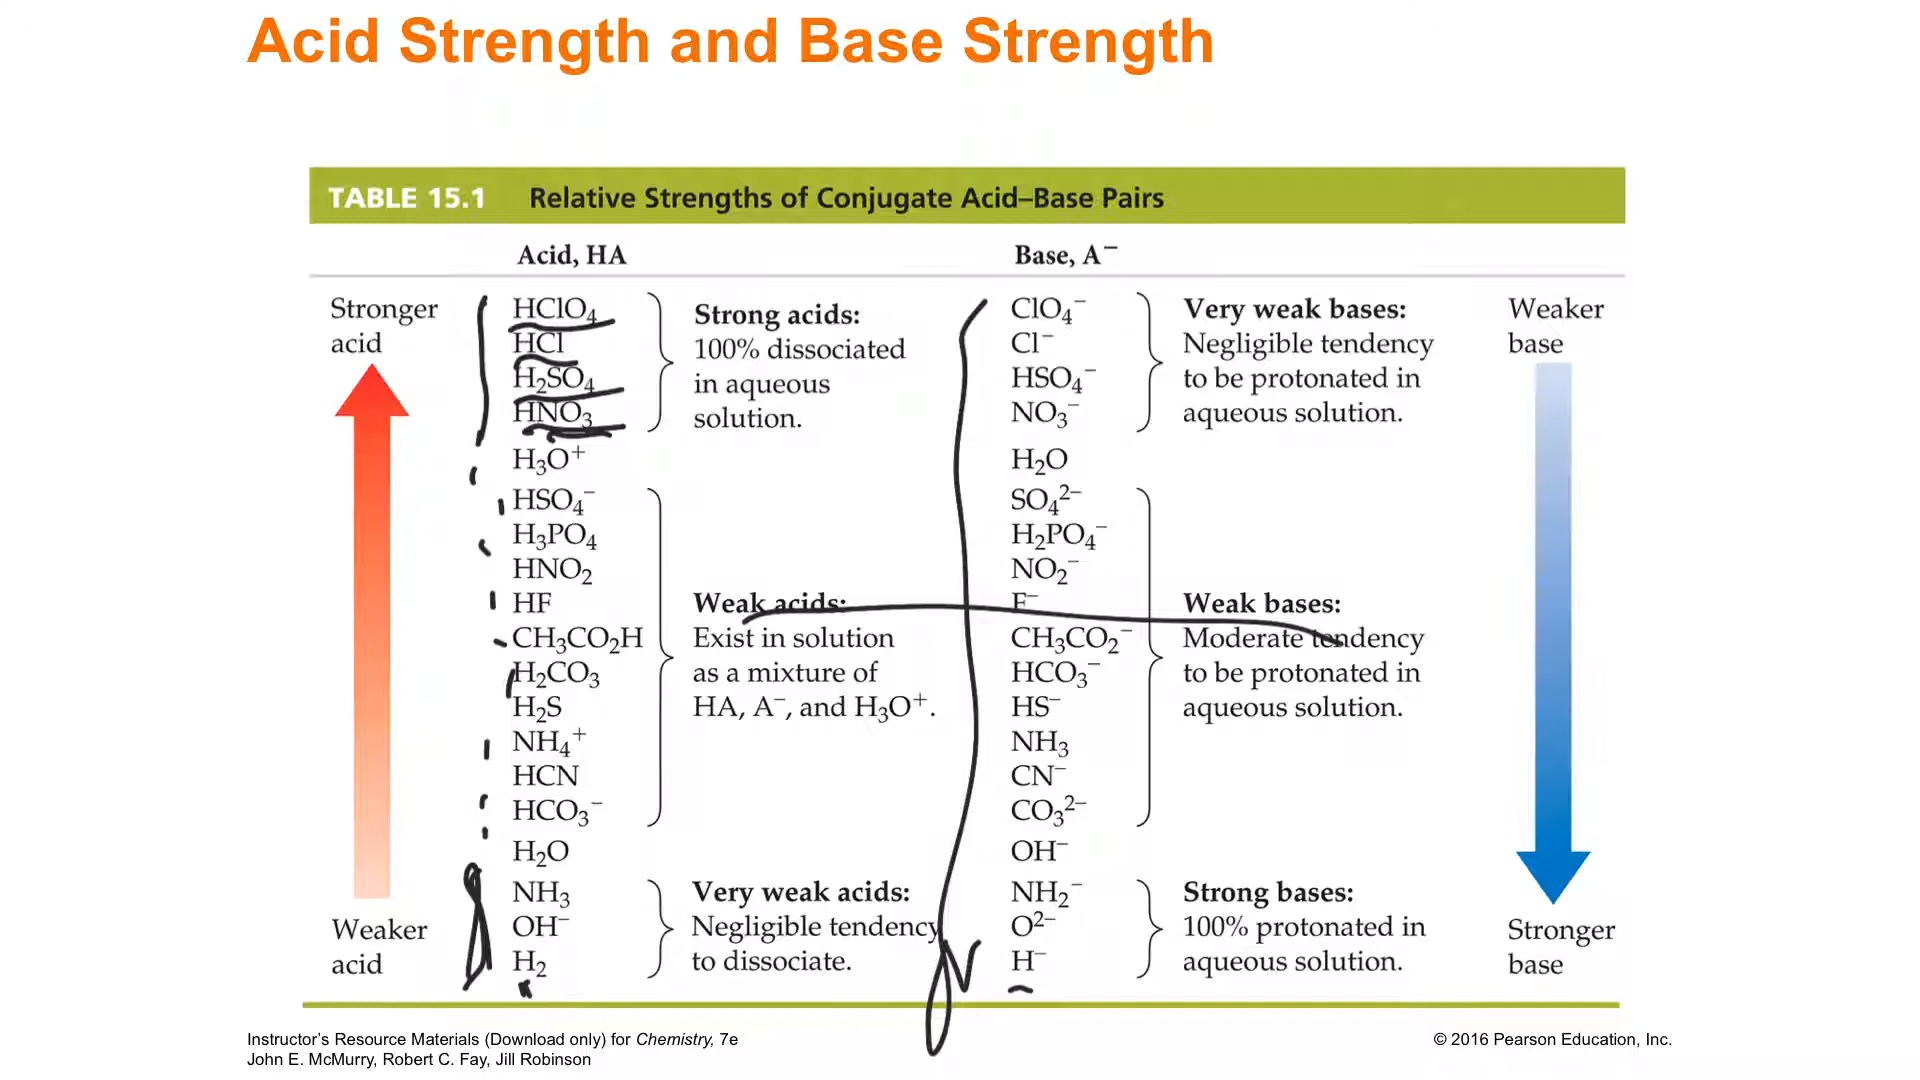 Acid Strength and Base Strength
TABLE 15.1 Relative Strengths of Conjugate Acid–Base Pairs
Acid, HA Base, A⁻
Stronger acid
HClO₄
HCl
H₂SO₄
HNO₃
Strong acids:
100% dissociated
in aqueous
solution.
ClO₄⁻
Cl⁻
HSO₄⁻
NO₃⁻
Very weak bases:
Negligible tendency
to be protonated in
aqueous solution.
Weaker base
H₃O⁺ H₂O
HSO₄⁻
H₃PO₄
HNO₂
HF
CH₃CO₂H
H₂CO₃
H₂S
NH₄⁺
HCN
HCO₃⁻
Weak acids:
Exist in solution
as a mixture of
HA, A⁻, and H₃O⁺.
SO₄²⁻
H₂PO₄⁻
NO₂⁻
F⁻
CH₃CO₂⁻
HCO₃⁻
HS⁻
NH₃
CN⁻
CO₃²⁻
Weak bases:
Moderate tendency
to be protonated in
aqueous solution.
H₂O OH⁻
Weaker acid
NH₃
OH⁻
H₂
Very weak acids:
Negligible tendency
to dissociate.
NH₂⁻
O²⁻
H⁻
Strong bases:
100% protonated in
aqueous solution.
Stronger base
Instructor's Resource Materials (Download only) for Chemistry, 7e
John E. McMurry, Robert C. Fay, Jill Robinson
© 2016 Pearson Education, Inc.